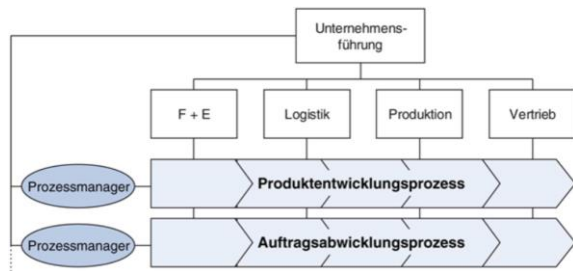 Unternehmens-
führung
F + E
Logistik
Produktion
Vertrieb
Prozessmanager
Produktentwicklungsprozess
Prozessmanager
Auftragsabwicklungsprozess